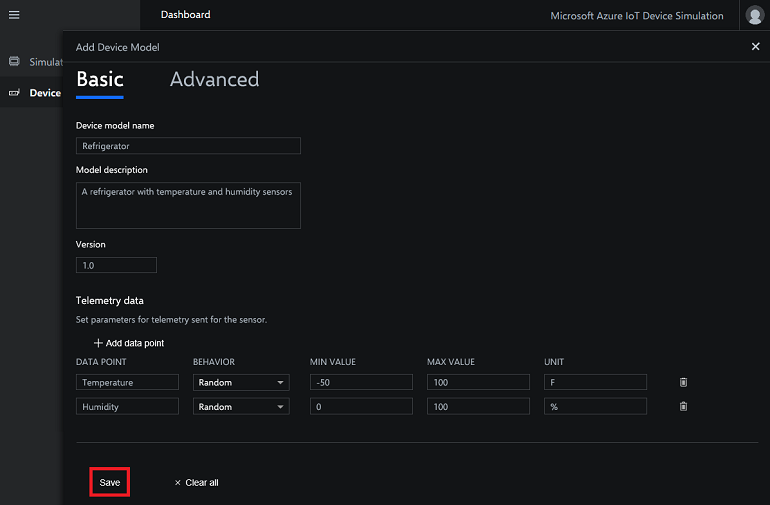 Dashboard
Microsoft Azure IoT Device Simulation
Add Device Model
Simulat
Device
Basic
Advanced
Device model name
Refrigerator
Model description
A refrigerator with temperature and humidity sensors
Version
1.0
Telemetry data
Set parameters for telemetry sent for the sensor.
+ Add data point
DATA POINT BEHAVIOR MIN VALUE MAX VALUE UNIT
Temperature Random -50 100 F
Humidity Random 0 100 %
Save × Clear all